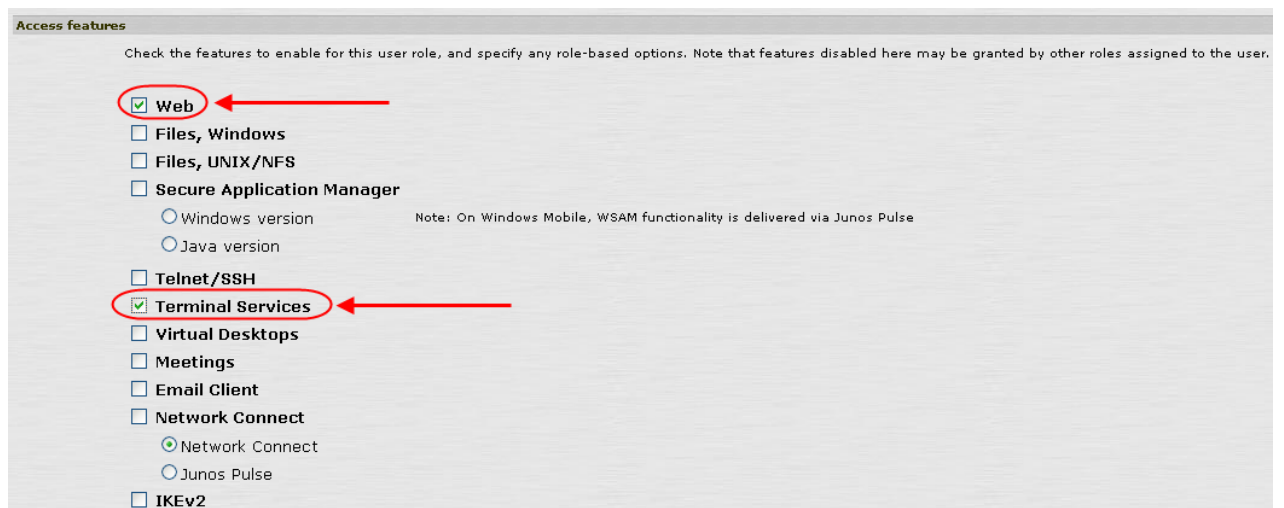 Access features
Check the features to enable for this user role, and specify any role-based options. Note that features disabled here may be granted by other roles assigned to the user.
Web
Files, Windows
Files, UNIX/NFS
Secure Application Manager
Windows version Note: On Windows Mobile, WSAM functionality is delivered via Junos Pulse
Java version
Telnet/SSH
Terminal Services
Virtual Desktops
Meetings
Email Client
Network Connect
Network Connect
Junos Pulse
IKEv2